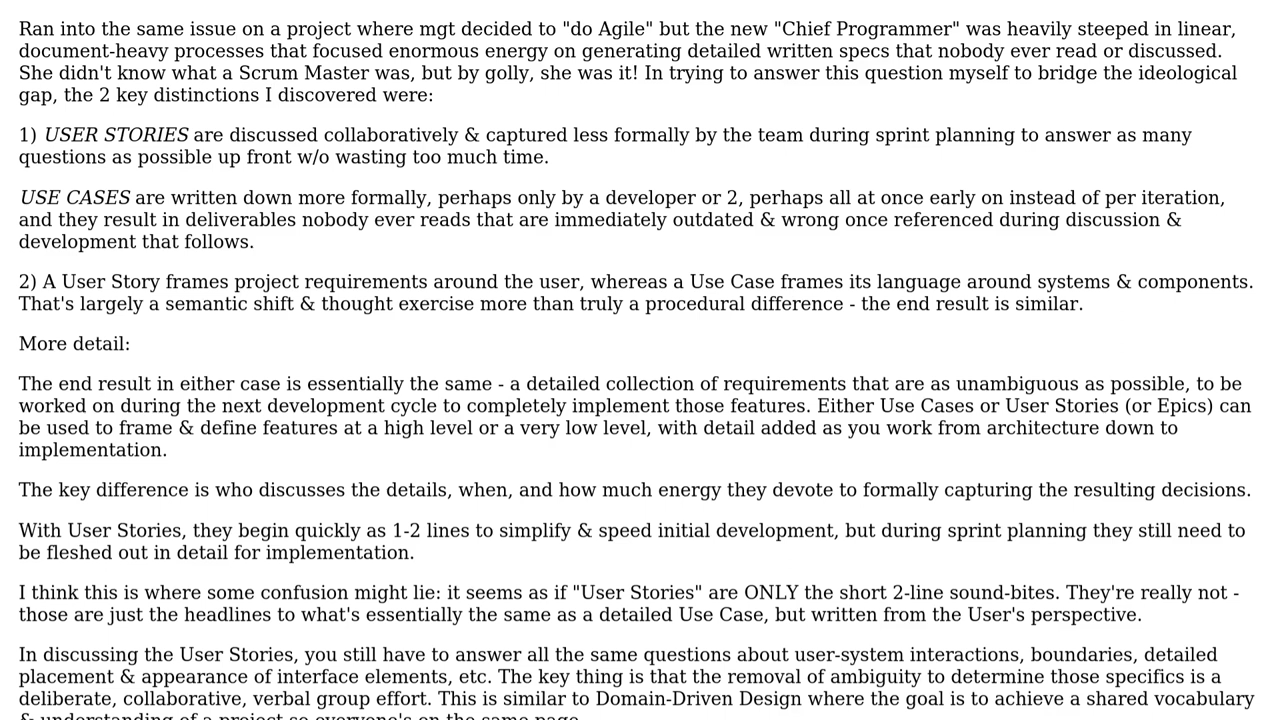 Ran into the same issue on a project where mgt decided to "do Agile" but the new "Chief Programmer" was heavily steeped in linear,
document-heavy processes that focused enormous energy on generating detailed written specs that nobody ever read or discussed.
She didn't know what a Scrum Master was, but by golly, she was it! In trying to answer this question myself to bridge the ideological
gap, the 2 key distinctions I discovered were:
1) USER STORIES are discussed collaboratively & captured less formally by the team during sprint planning to answer as many
questions as possible up front w/o wasting too much time.
USE CASES are written down more formally, perhaps only by a developer or 2, perhaps all at once early on instead of per iteration,
and they result in deliverables nobody ever reads that are immediately outdated & wrong once referenced during discussion &
development that follows.
2) A User Story frames project requirements around the user, whereas a Use Case frames its language around systems & components.
That's largely a semantic shift & thought exercise more than truly a procedural difference - the end result is similar.
More detail:
The end result in either case is essentially the same - a detailed collection of requirements that are as unambiguous as possible, to be
worked on during the next development cycle to completely implement those features. Either Use Cases or User Stories (or Epics) can
be used to frame & define features at a high level or a very low level, with detail added as you work from architecture down to
implementation.
The key difference is who discusses the details, when, and how much energy they devote to formally capturing the resulting decisions.
With User Stories, they begin quickly as 1-2 lines to simplify & speed initial development, but during sprint planning they still need to
be fleshed out in detail for implementation.
I think this is where some confusion might lie: it seems as if "User Stories" are ONLY the short 2-line sound-bites. They're really not -
those are just the headlines to what's essentially the same as a detailed Use Case, but written from the User's perspective.
In discussing the User Stories, you still have to answer all the same questions about user-system interactions, boundaries, detailed
placement & appearance of interface elements, etc. The key thing is that the removal of ambiguity to determine those specifics is a
deliberate, collaborative, verbal group effort. This is similar to Domain-Driven Design where the goal is to achieve a shared vocabulary
& understanding of a project so everyone's on the same page.